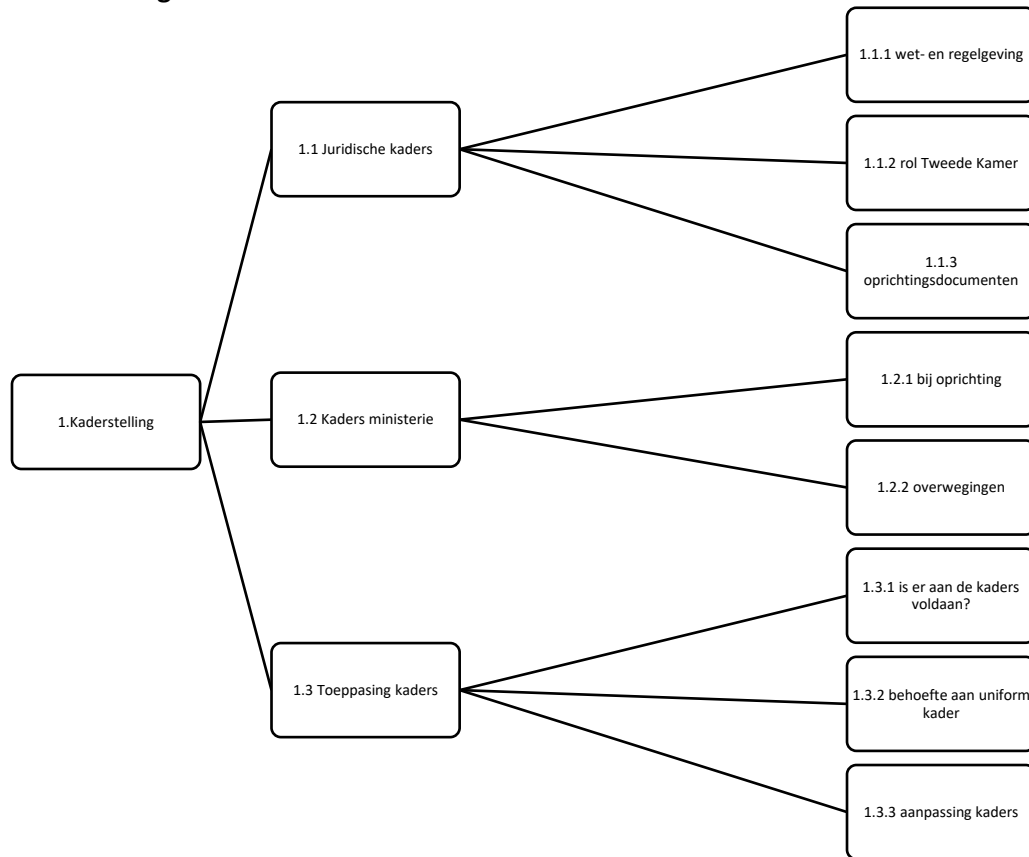 1.Kaderstelling
1.1 Juridische kaders
1.1.1 wet- en regelgeving
1.1.2 rol Tweede Kamer
1.1.3
oprichtingsdocumenten
1.2 Kaders ministerie
1.2.1 bij oprichting
1.2.2 overwegingen
1.3 Toeppasing kaders
1.3.1 is er aan de kaders
voldaan?
1.3.2 behoefte aan uniform
kader
1.3.3 aanpassing kaders